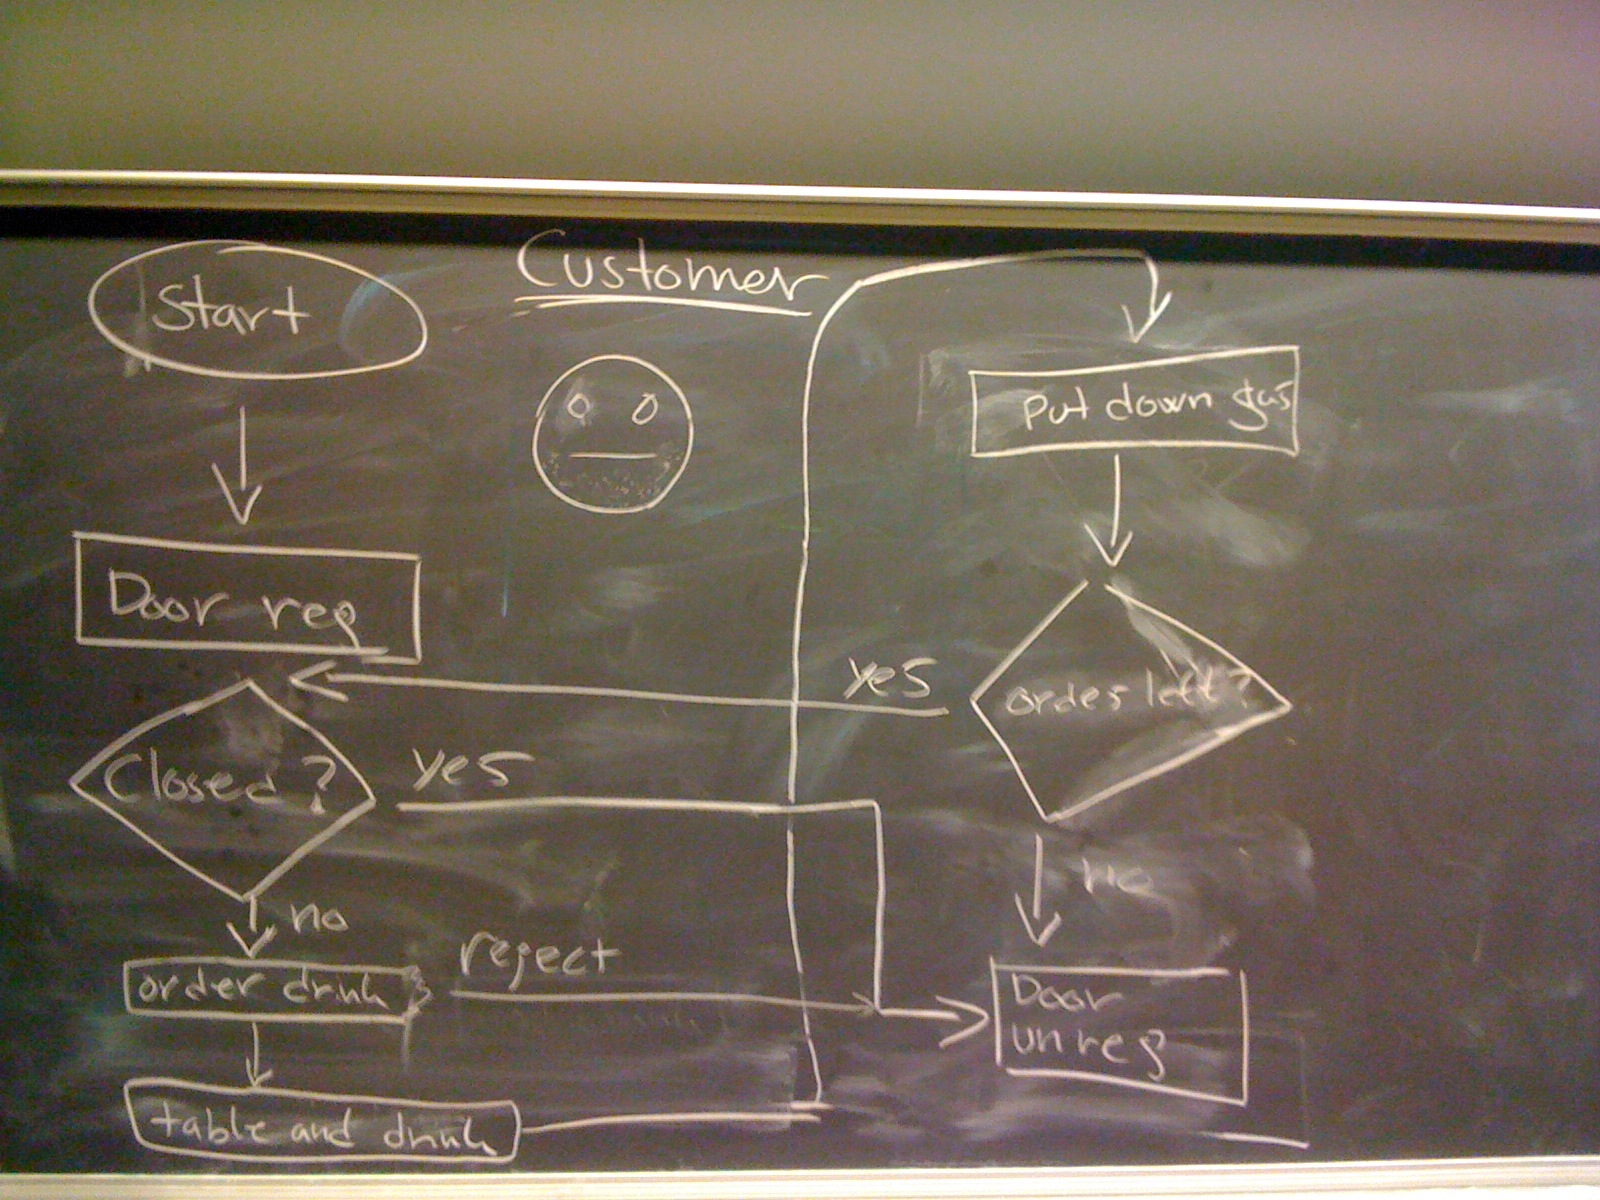 Start
Customer
Door reg
Closed?
yes
no
order drink
reject
table and drink
Put down glas
ordes left?
yes
no
Door
unreg